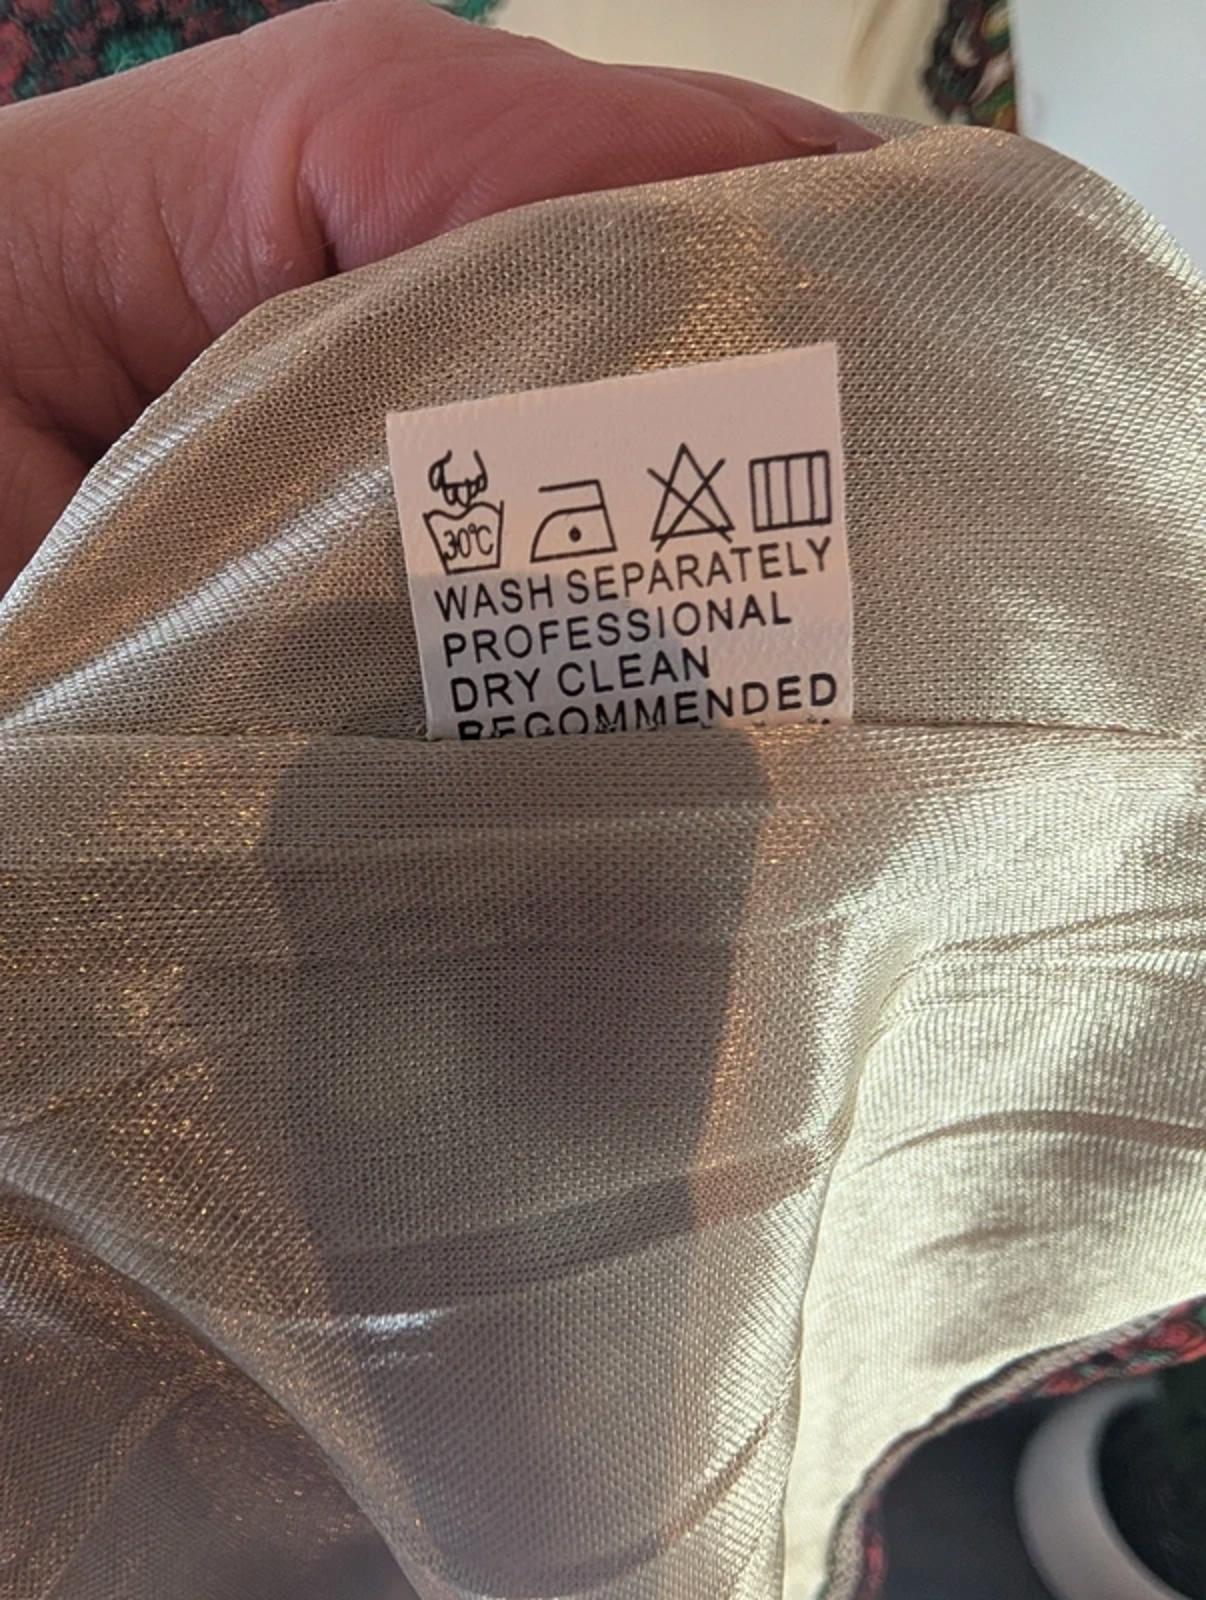 30°C
WASH SEPARATELY
PROFESSIONAL
DRY CLEAN
RECOMMENDED